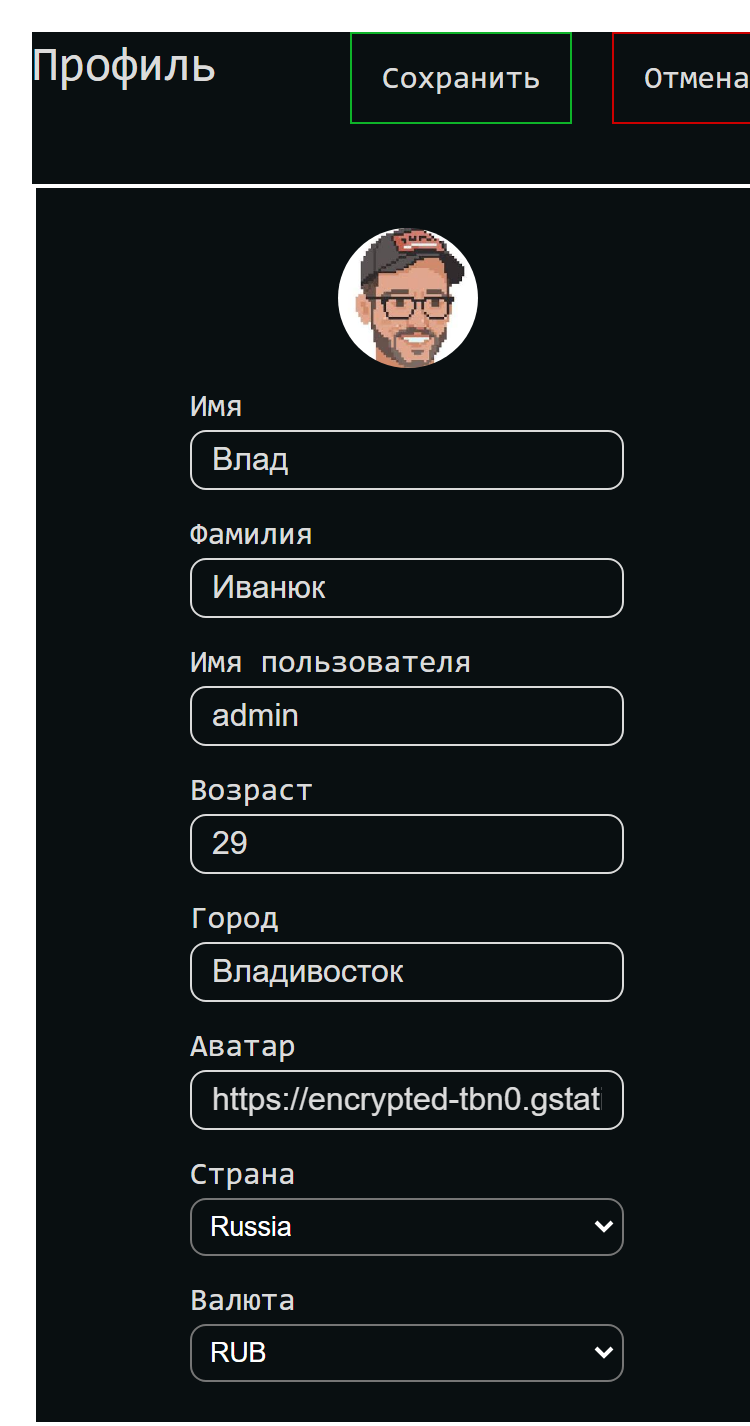 Профиль
Сохранить
Отмена
Имя
Влад
Фамилия
Иванюк
Имя пользователя
admin
Возраст
29
Город
Владивосток
Аватар
https://encrypted-tbn0.gstati
Страна
Russia
Валюта
RUB